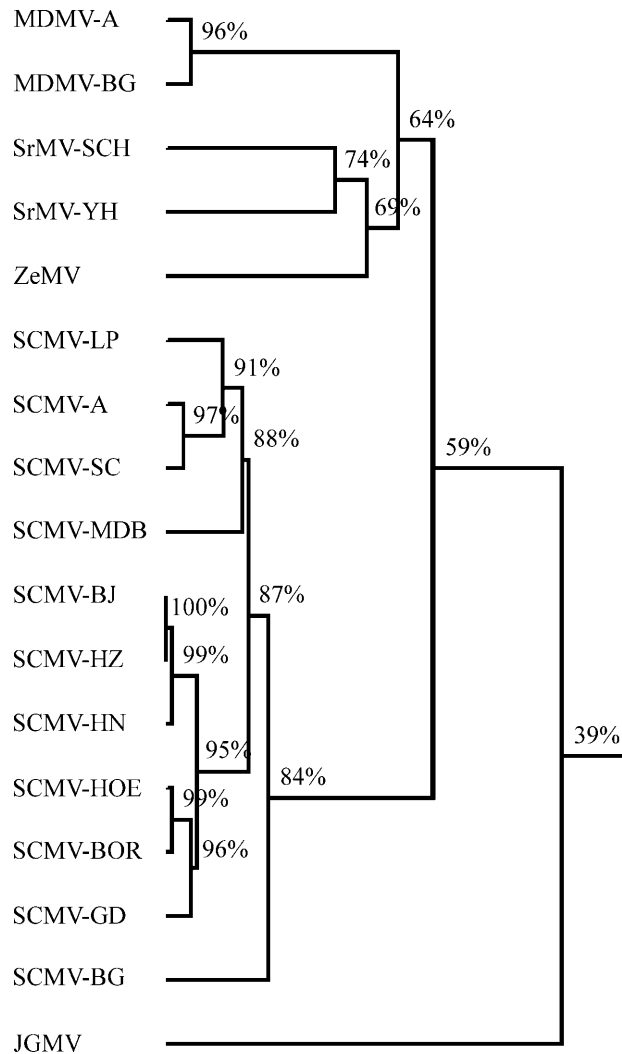 MDMV-A
96%
MDMV-BG
64%
SrMV-SCH
74%
SrMV-YH
69%
ZeMV
SCMV-LP
91%
SCMV-A
97%
88%
SCMV-SC
59%
SCMV-MDB
SCMV-BJ
100%
87%
SCMV-HZ
99%
SCMV-HN
39%
95%
84%
SCMV-HOE
99%
SCMV-BOR
96%
SCMV-GD
SCMV-BG
JGMV